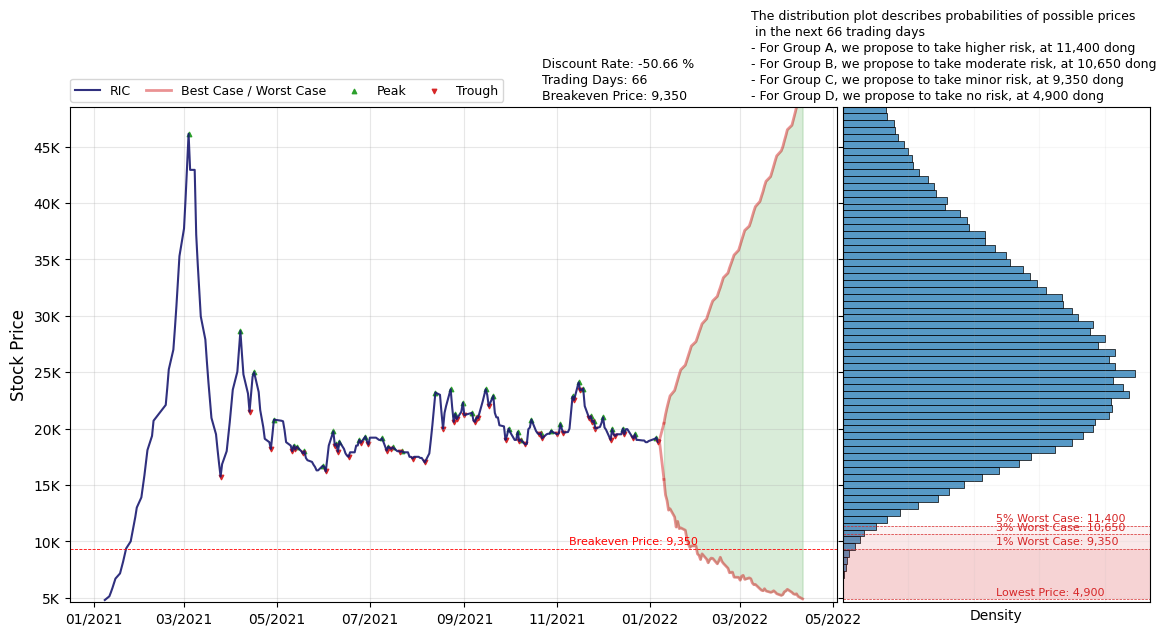 The distribution plot describes probabilities of possible prices
in the next 66 trading days
- For Group A, we propose to take higher risk, at 11,400 dong
- For Group B, we propose to take moderate risk, at 10,650 dong
- For Group C, we propose to take minor risk, at 9,350 dong
- For Group D, we propose to take no risk, at 4,900 dong
Discount Rate: -50.66 %
Trading Days: 66
Breakeven Price: 9,350
RIC
Best Case / Worst Case
Peak
Trough
Stock Price
45K
40K
35K
30K
25K
20K
15K
10K
5K
Breakeven Price: 9,350
01/2021
03/2021
05/2021
07/2021
09/2021
11/2021
01/2022
03/2022
05/2022
5% Worst Case: 11,400
3% Worst Case: 10,650
1% Worst Case: 9,350
Lowest Price: 4,900
Density